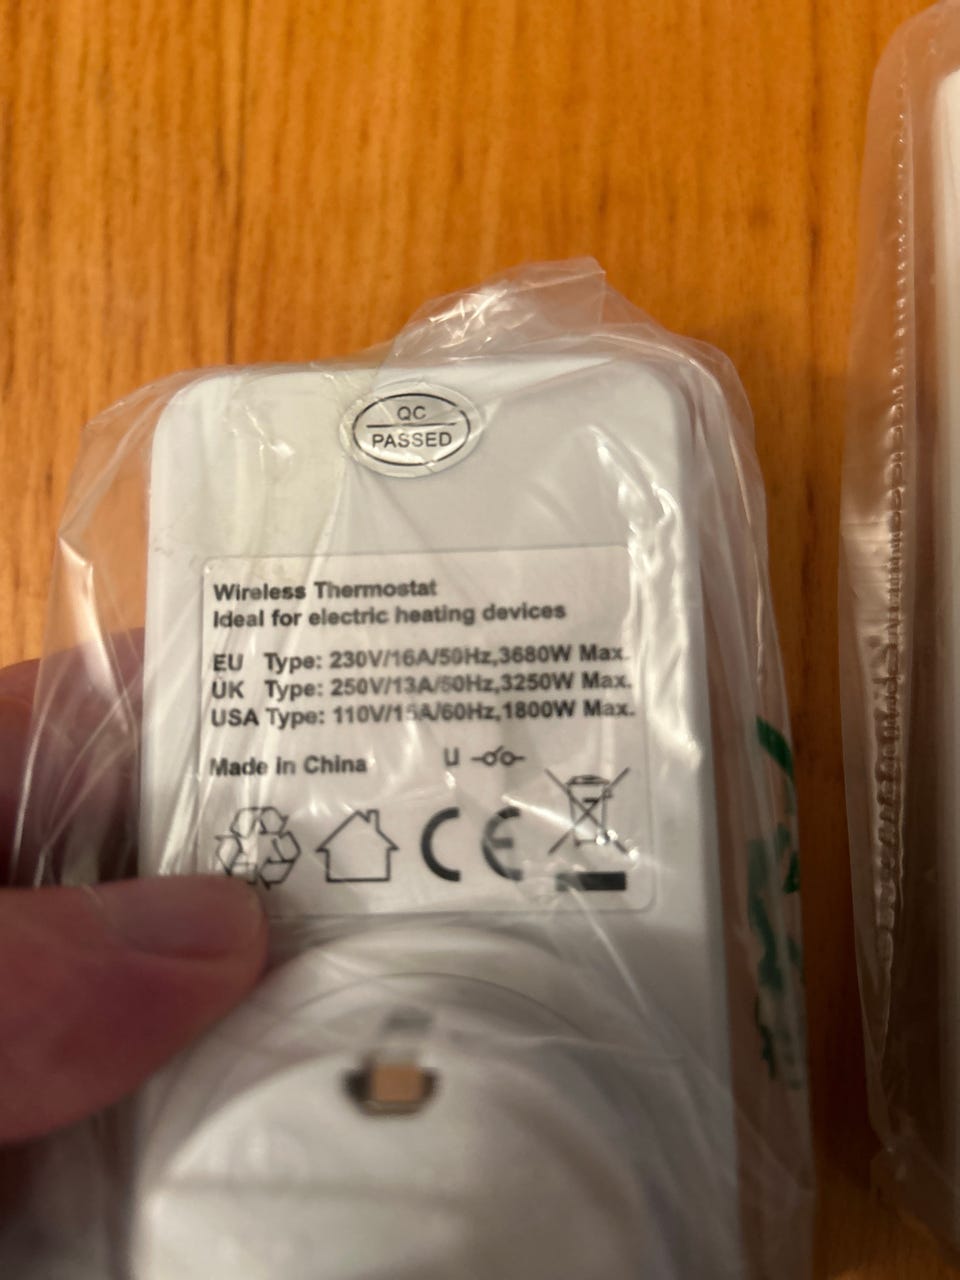 QC
PASSED
Wireless Thermostat
Ideal for electric heating devices
EU Type: 230V/16A/50Hz,3680W Max.
UK Type: 250V/13A/50Hz,3250W Max.
USA Type: 110V/15A/60Hz,1800W Max.
Made in China
CE